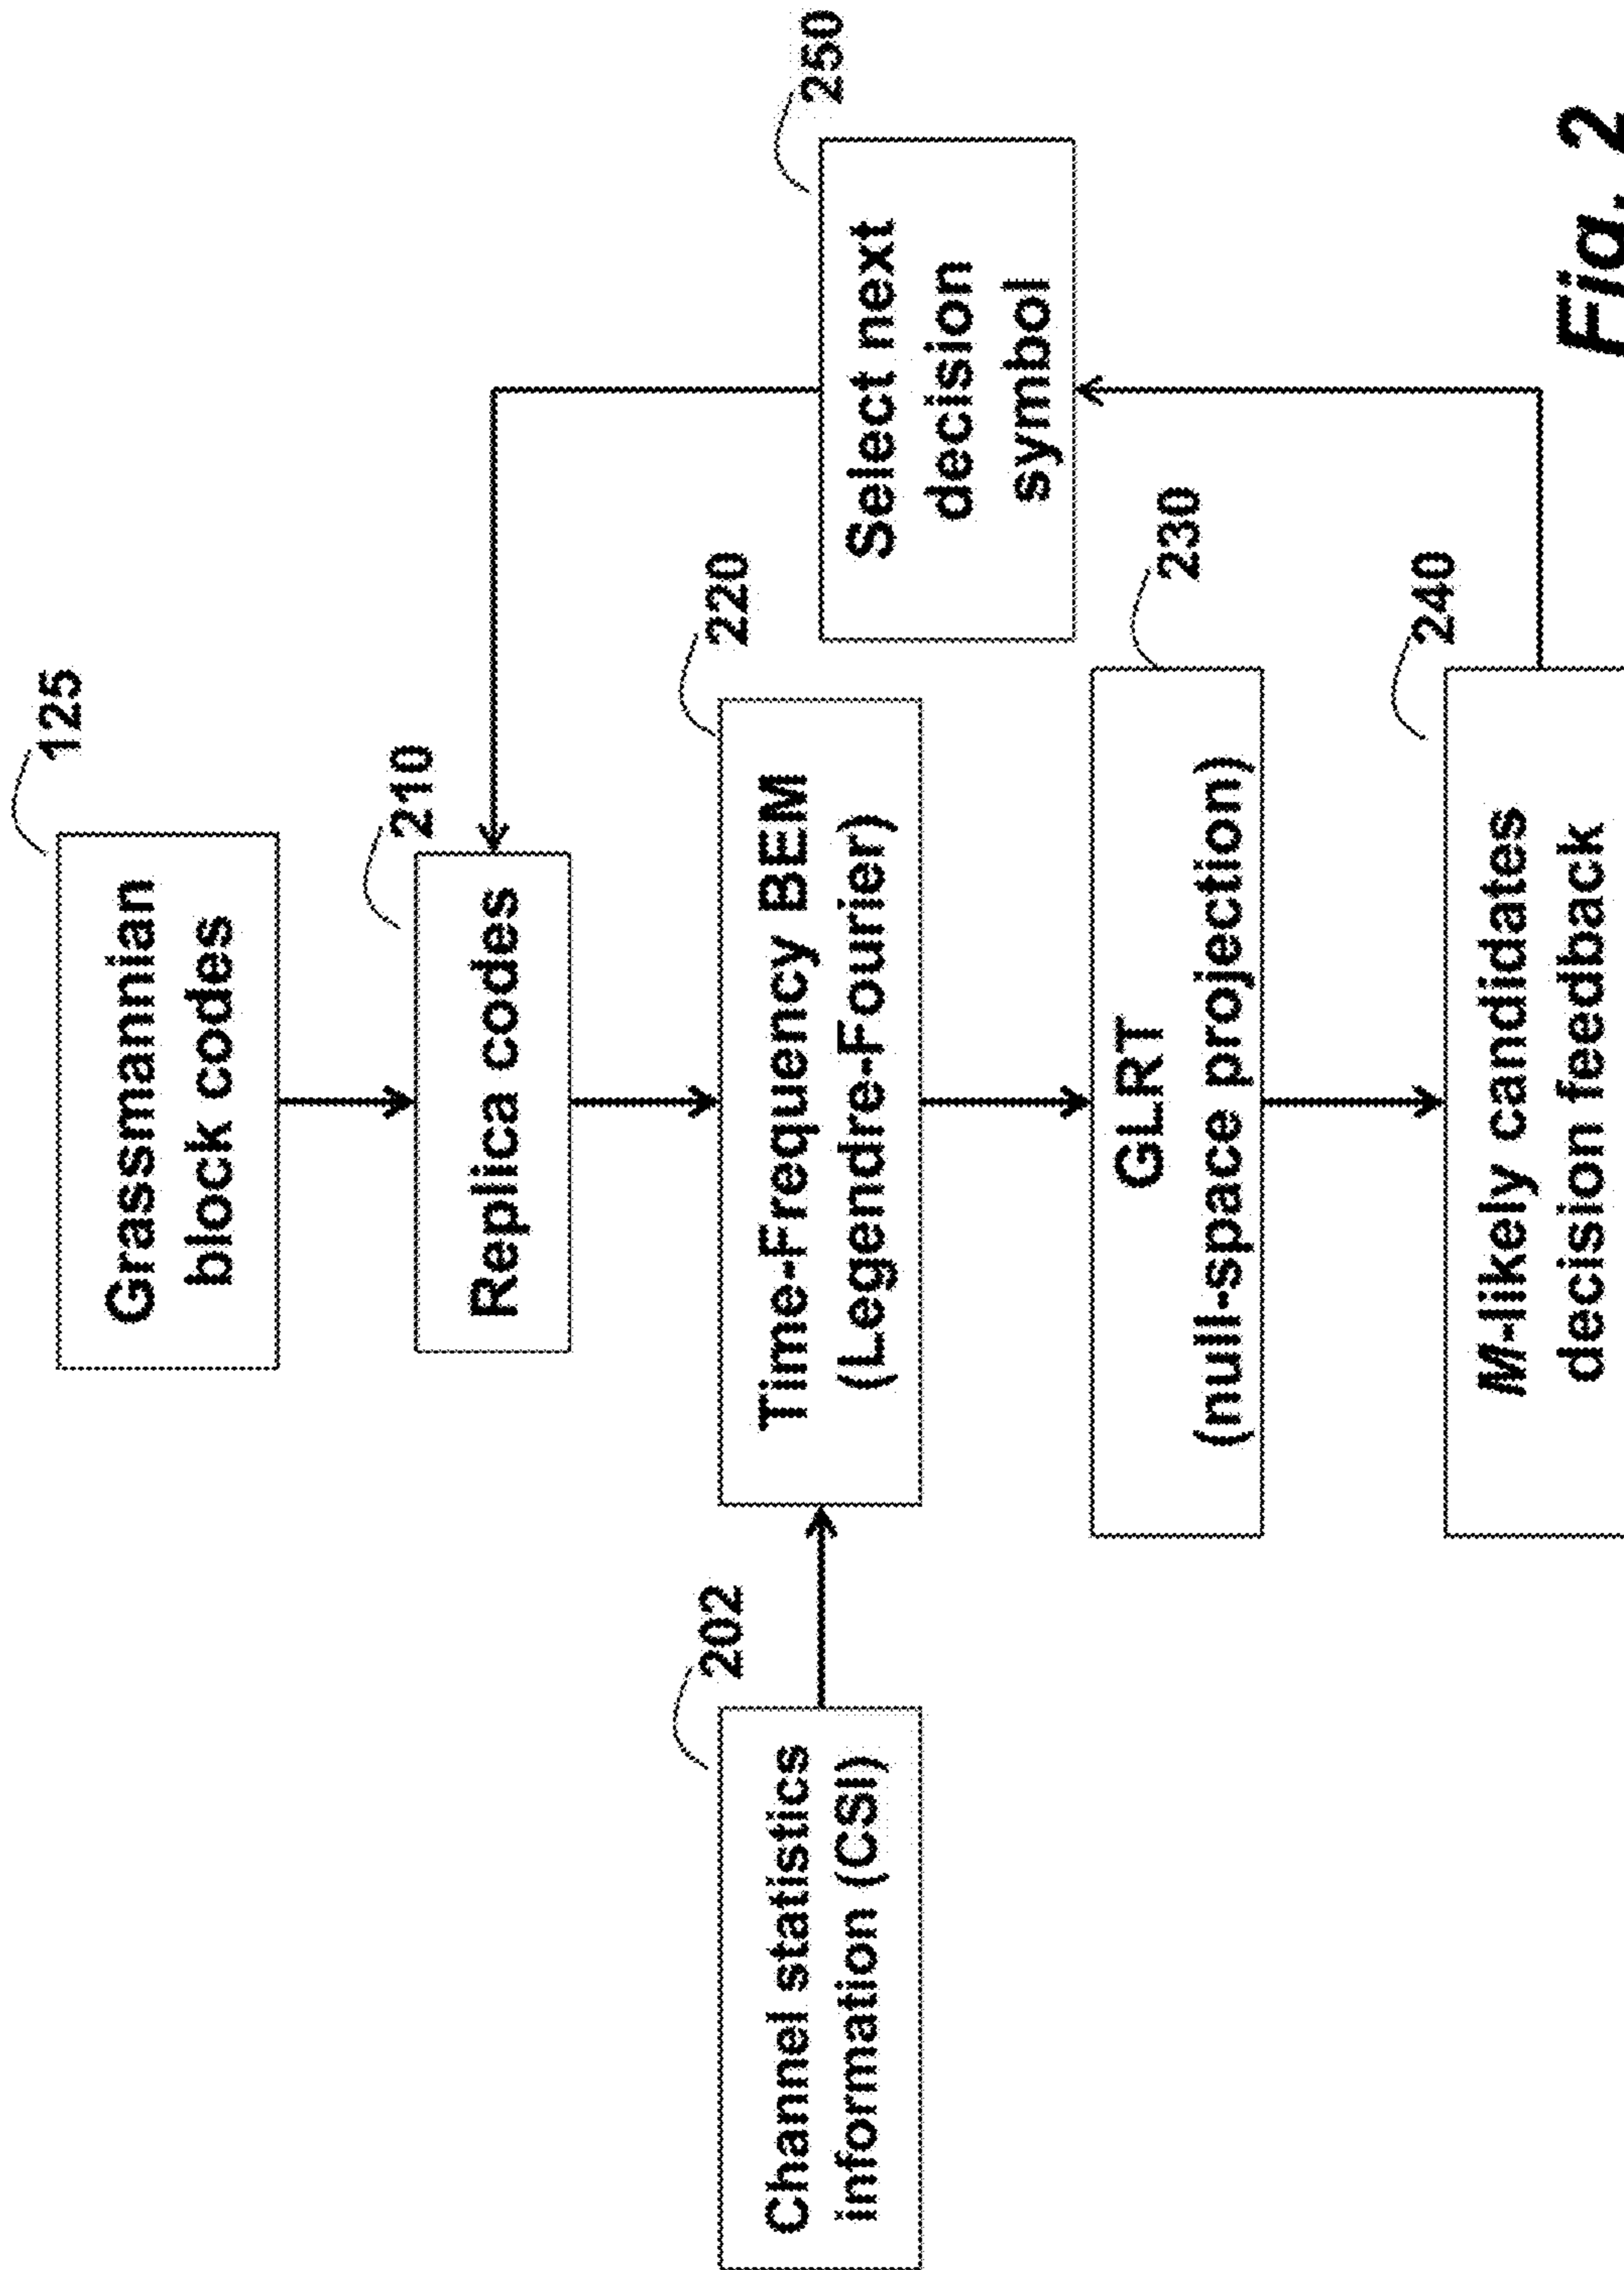 125
Grassmannian
block codes
210
Replica codes
202
Channel statistics
information (CSI)
220
Time-Frequency BEM
(Legendre-Fourier)
250
Select next
decision
symbol
230
GLRT
(null-space projection)
240
M-likely candidates
decision feedback
Fig. 2